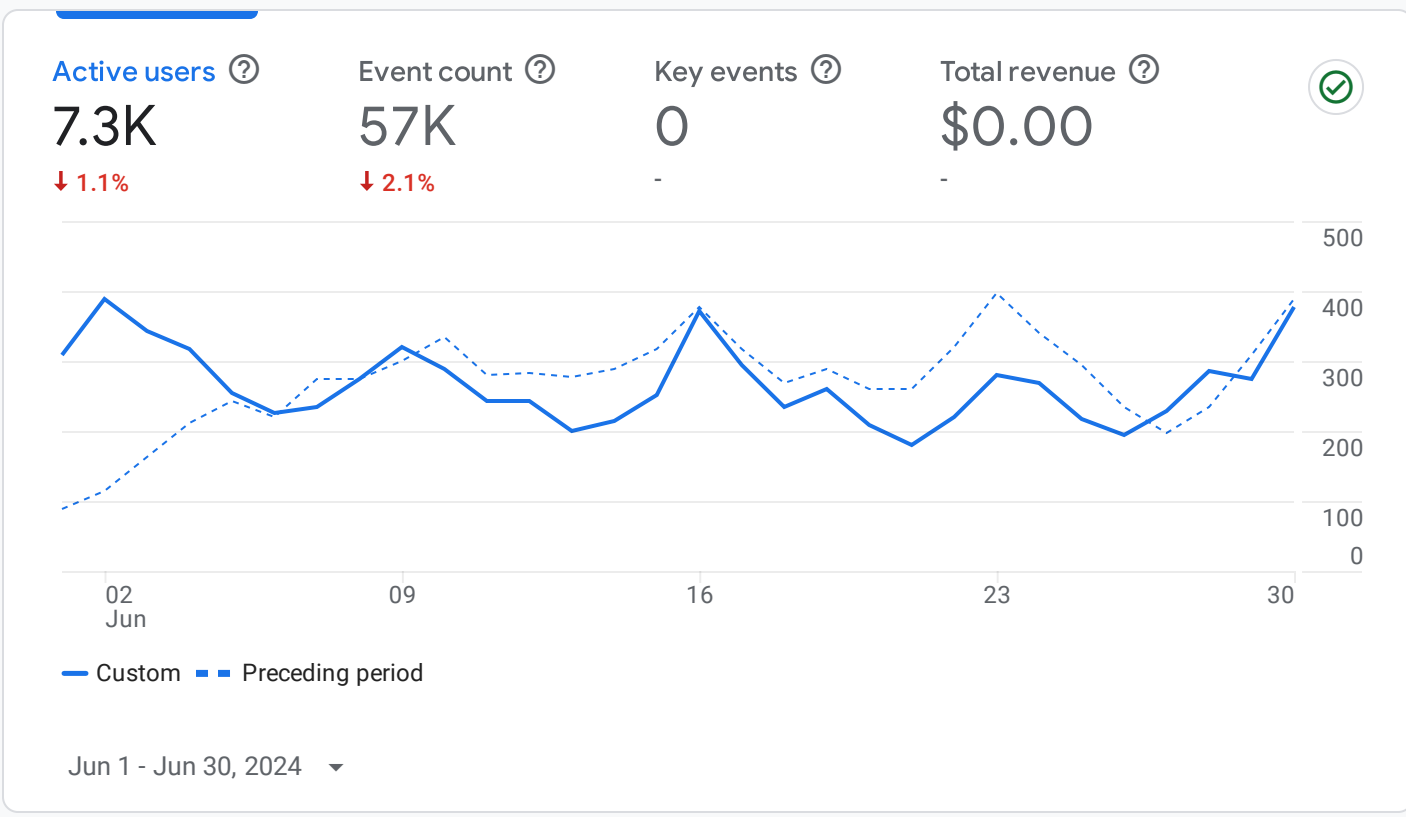 Active users
7.3K
1.1%
Event count
57K
2.1%
Key events
0
-
Total revenue
$0.00
-
500
400
300
200
100
0
02
Jun
09
16
23
30
Custom
Preceding period
Jun 1 - Jun 30, 2024